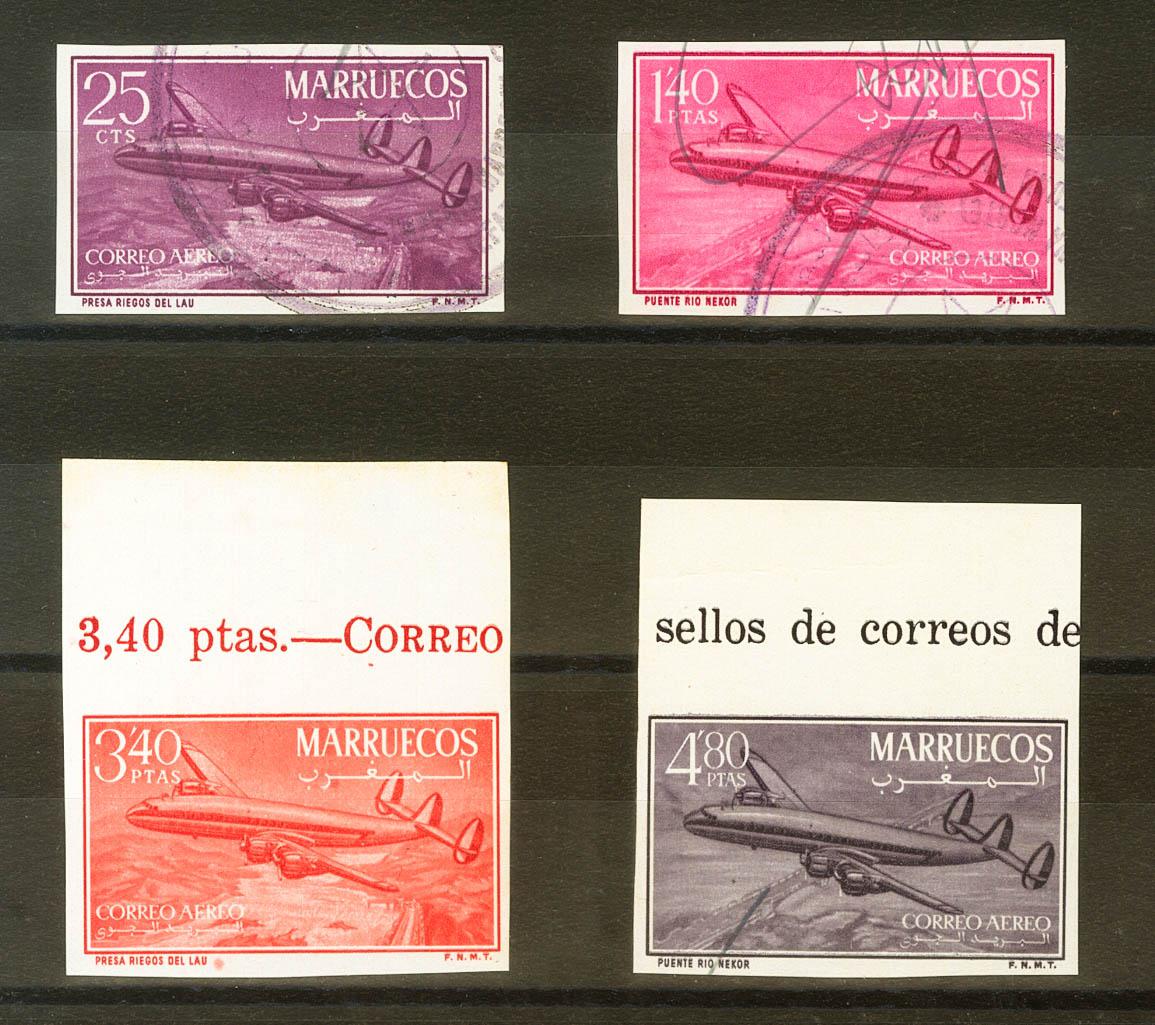 25 MARRUECOS
CTS المغرب
CORREO AEREO
البريد الجوي
PRESA RIEGOS DEL LAU F. N. M. T.
1'40 MARRUECOS
PTAS المغرب
CORREO AEREO
البريد الجوي
PUENTE RIO NEKOR F. N. M. T.
3,40 ptas.—CORREO
3'40 MARRUECOS
PTAS المغرب
CORREO AEREO
البريد الجوي
PRESA RIEGOS DEL LAU F. N. M. T.
sellos de correos de
4'80 MARRUECOS
PTAS المغرب
CORREO AEREO
البريد الجوي
PUENTE RIO NEKOR F. N. M. T.